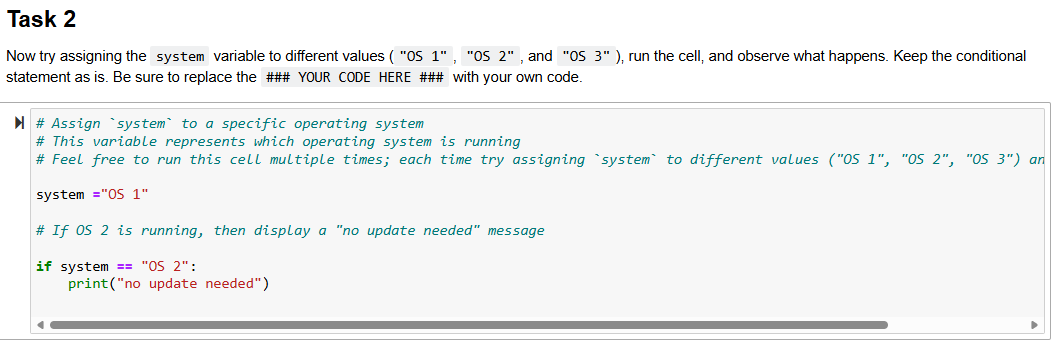 Task 2
Now try assigning the system variable to different values ( "OS 1" , "OS 2" , and "OS 3" ), run the cell, and observe what happens. Keep the conditional
statement as is. Be sure to replace the ### YOUR CODE HERE ### with your own code.
# Assign `system` to a specific operating system
# This variable represents which operating system is running
# Feel free to run this cell multiple times; each time try assigning `system` to different values ("OS 1", "OS 2", "OS 3") an
system ="OS 1"
# If OS 2 is running, then display a "no update needed" message
if system == "OS 2":
    print("no update needed")